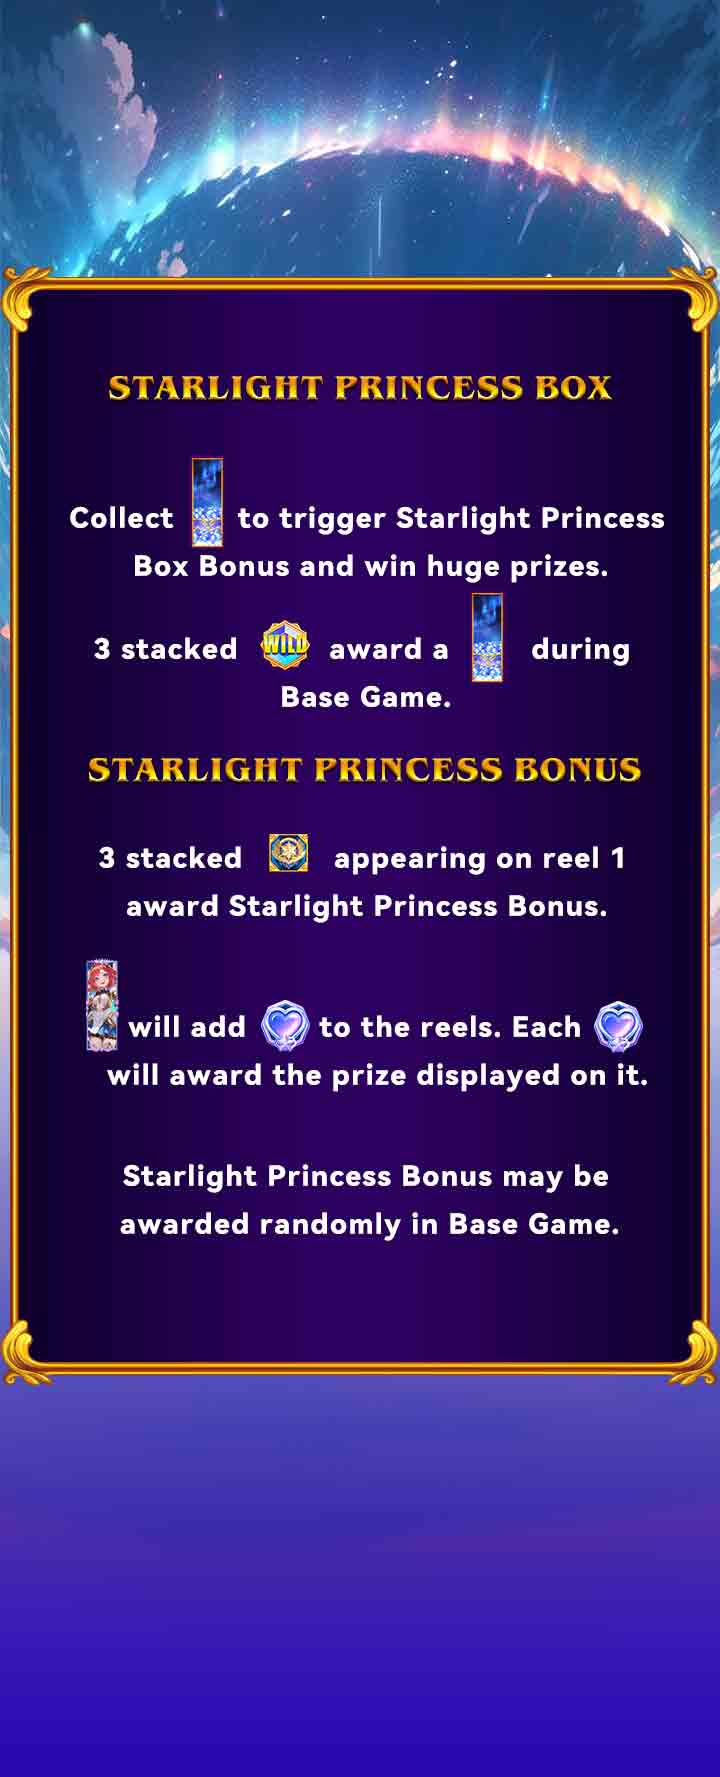 STARLIGHT PRINCESS BOX
Collect to trigger Starlight Princess
Box Bonus and win huge prizes.
3 stacked WILD award a during
Base Game.
STARLIGHT PRINCESS BONUS
3 stacked appearing on reel 1
award Starlight Princess Bonus.
will add to the reels. Each
will award the prize displayed on it.
Starlight Princess Bonus may be
awarded randomly in Base Game.